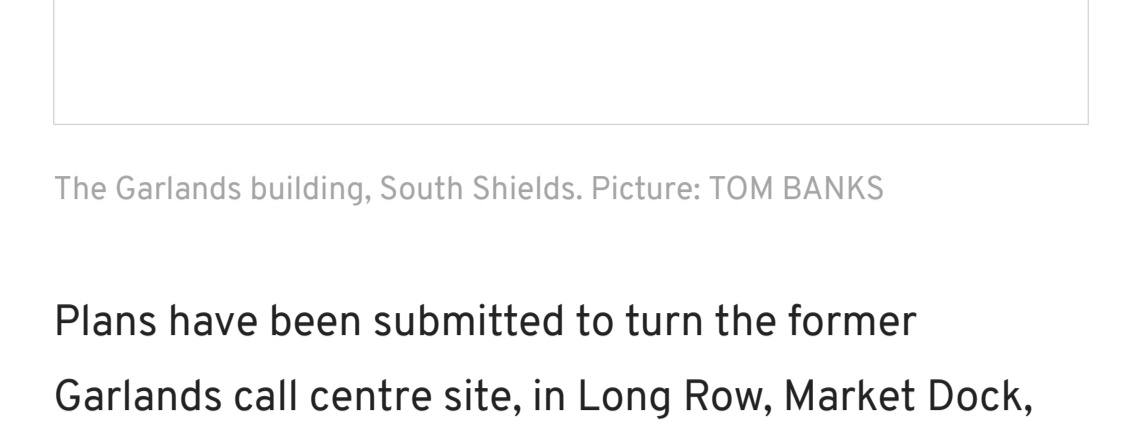 The Garlands building, South Shields. Picture: TOM BANKS
Plans have been submitted to turn the former
Garlands call centre site, in Long Row, Market Dock,